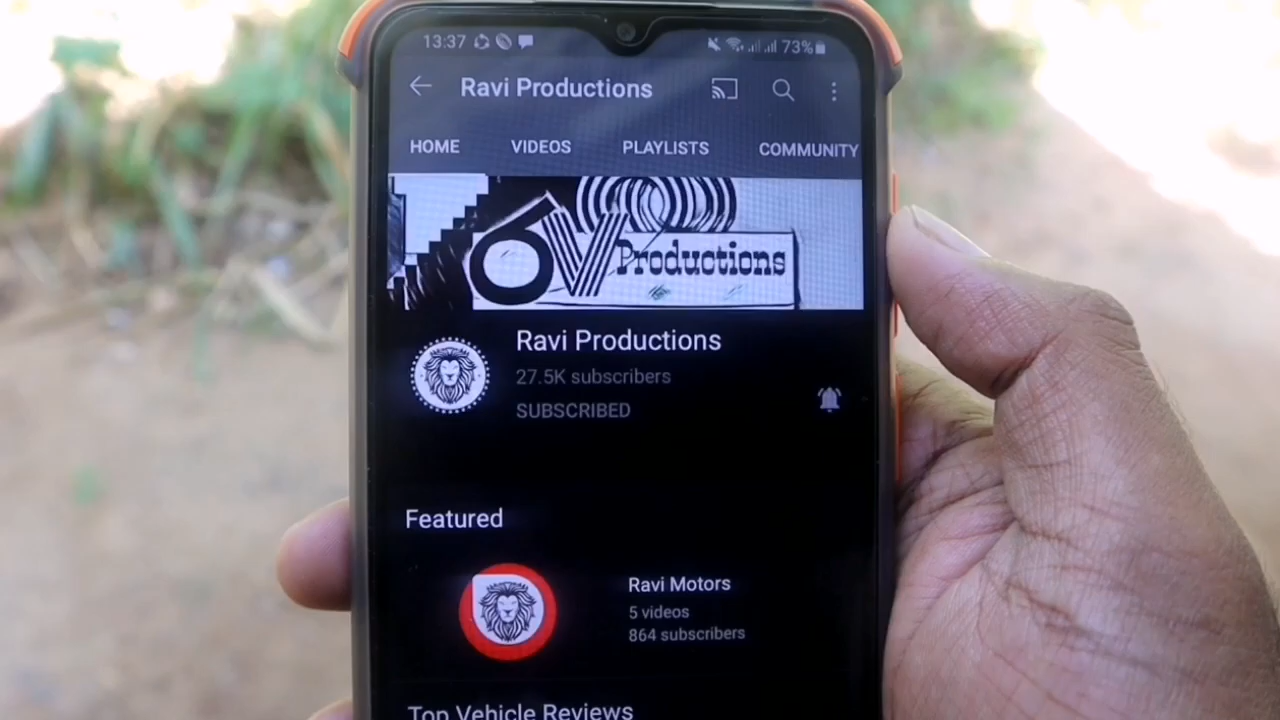 13:37 73%
Ravi Productions
HOME VIDEOS PLAYLISTS COMMUNITY
Productions
Ravi Productions
27.5K subscribers
SUBSCRIBED
Featured
Ravi Motors
5 videos
864 subscribers
Top Vehicle Reviews